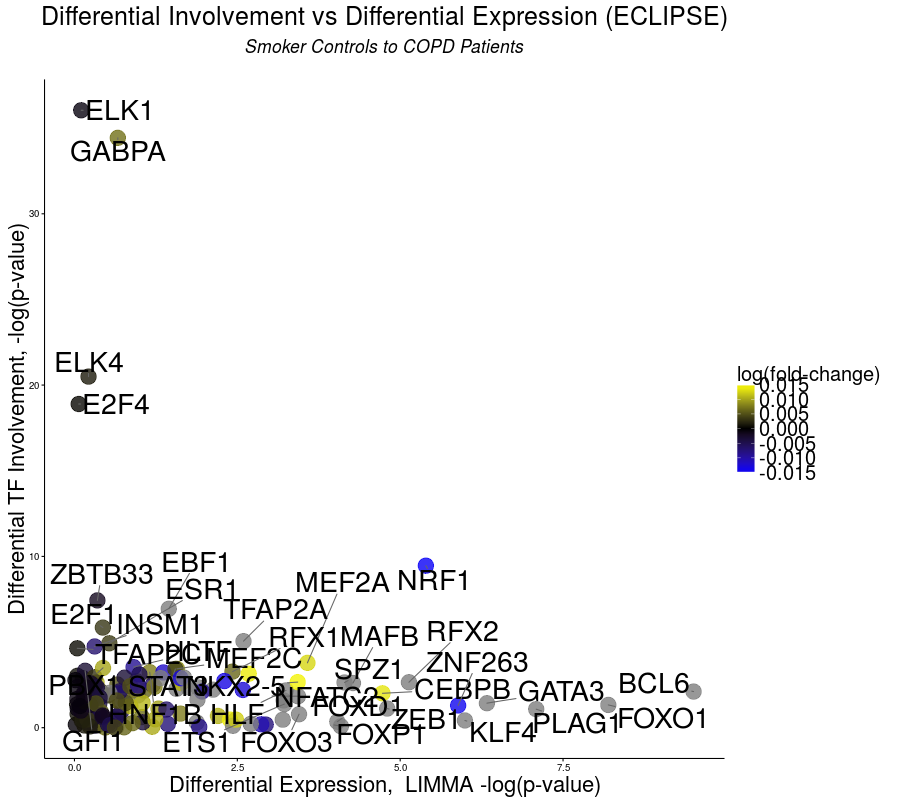 Differential Involvement vs Differential Expression (ECLIPSE)
Smoker Controls to COPD Patients
Differential TF Involvement, -log(p-value)
30
20
10
0
ELK1
GABPA
ELK4
E2F4
ZBTB33
EBF1
ESR1
MEF2A
NRF1
E2F1
INSM1
TFAP2A
RFX1
MAFB
RFX2
TFAP2C
HLTF
MEF2C
SPZ1
ZNF263
PBX1
STAT3
NKX2-5
NFATC2
CEBPB
GATA3
BCL6
HNF1B
HLF
FOXD1
ZEB1
PLAG1
FOXO1
GFI1
ETS1
FOXO3
FOXP1
KLF4
0.0
2.5
5.0
7.5
Differential Expression,  LIMMA -log(p-value)
log(fold-change)
0.015
0.010
0.005
0.000
-0.005
-0.010
-0.015